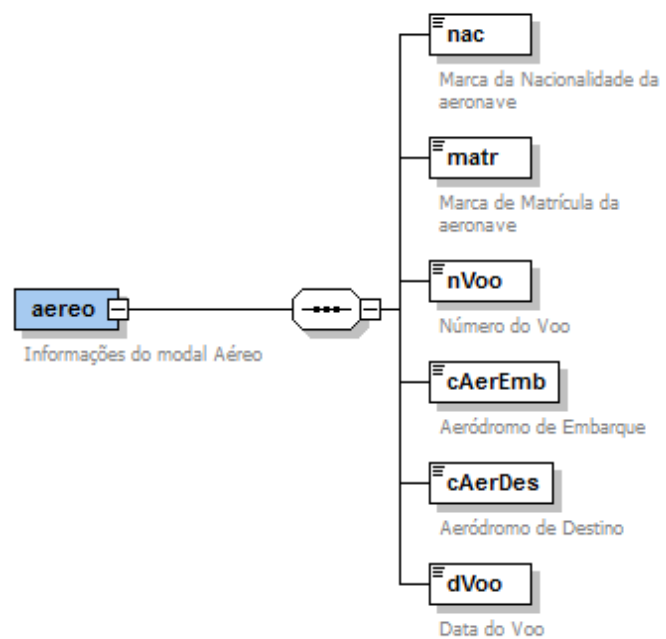 nac
Marca da Nacionalidade da
aeronave
matr
Marca de Matrícula da
aeronave
nVoo
Número do Voo
aereo
Informações do modal Aéreo
cAerEmb
Aeródromo de Embarque
cAerDes
Aeródromo de Destino
dVoo
Data do Voo